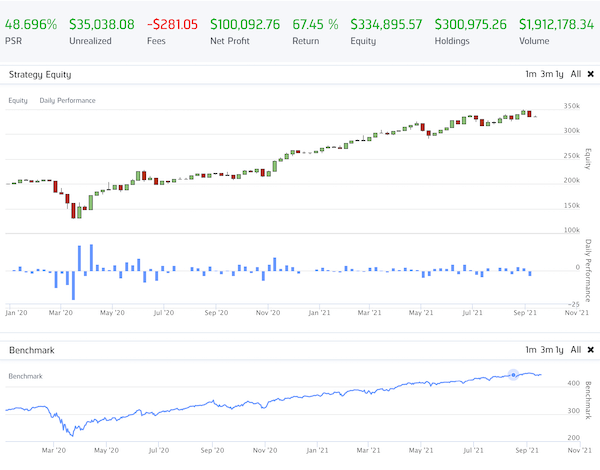 48.696% $35,038.08 -$281.05 $100,092.76 67.45 % $334,895.57 $300,975.26 $1,912,178.34
PSR Unrealized Fees Net Profit Return Equity Holdings Volume
Strategy Equity 1m 3m 1y All ✖
Equity Daily Performance
350k
300k
250k
200k
150k
100k
Equity
0
−25
Daily Performance
Jan '20 Mar '20 May '20 Jul '20 Sep '20 Nov '20 Jan '21 Mar '21 May '21 Jul '21 Sep '21 Nov '21
Benchmark 1m 3m 1y All ✖
Benchmark
400
200
Benchmark
Mar '20 May '20 Jul '20 Sep '20 Nov '20 Jan '21 Mar '21 May '21 Jul '21 Sep '21 Nov '21